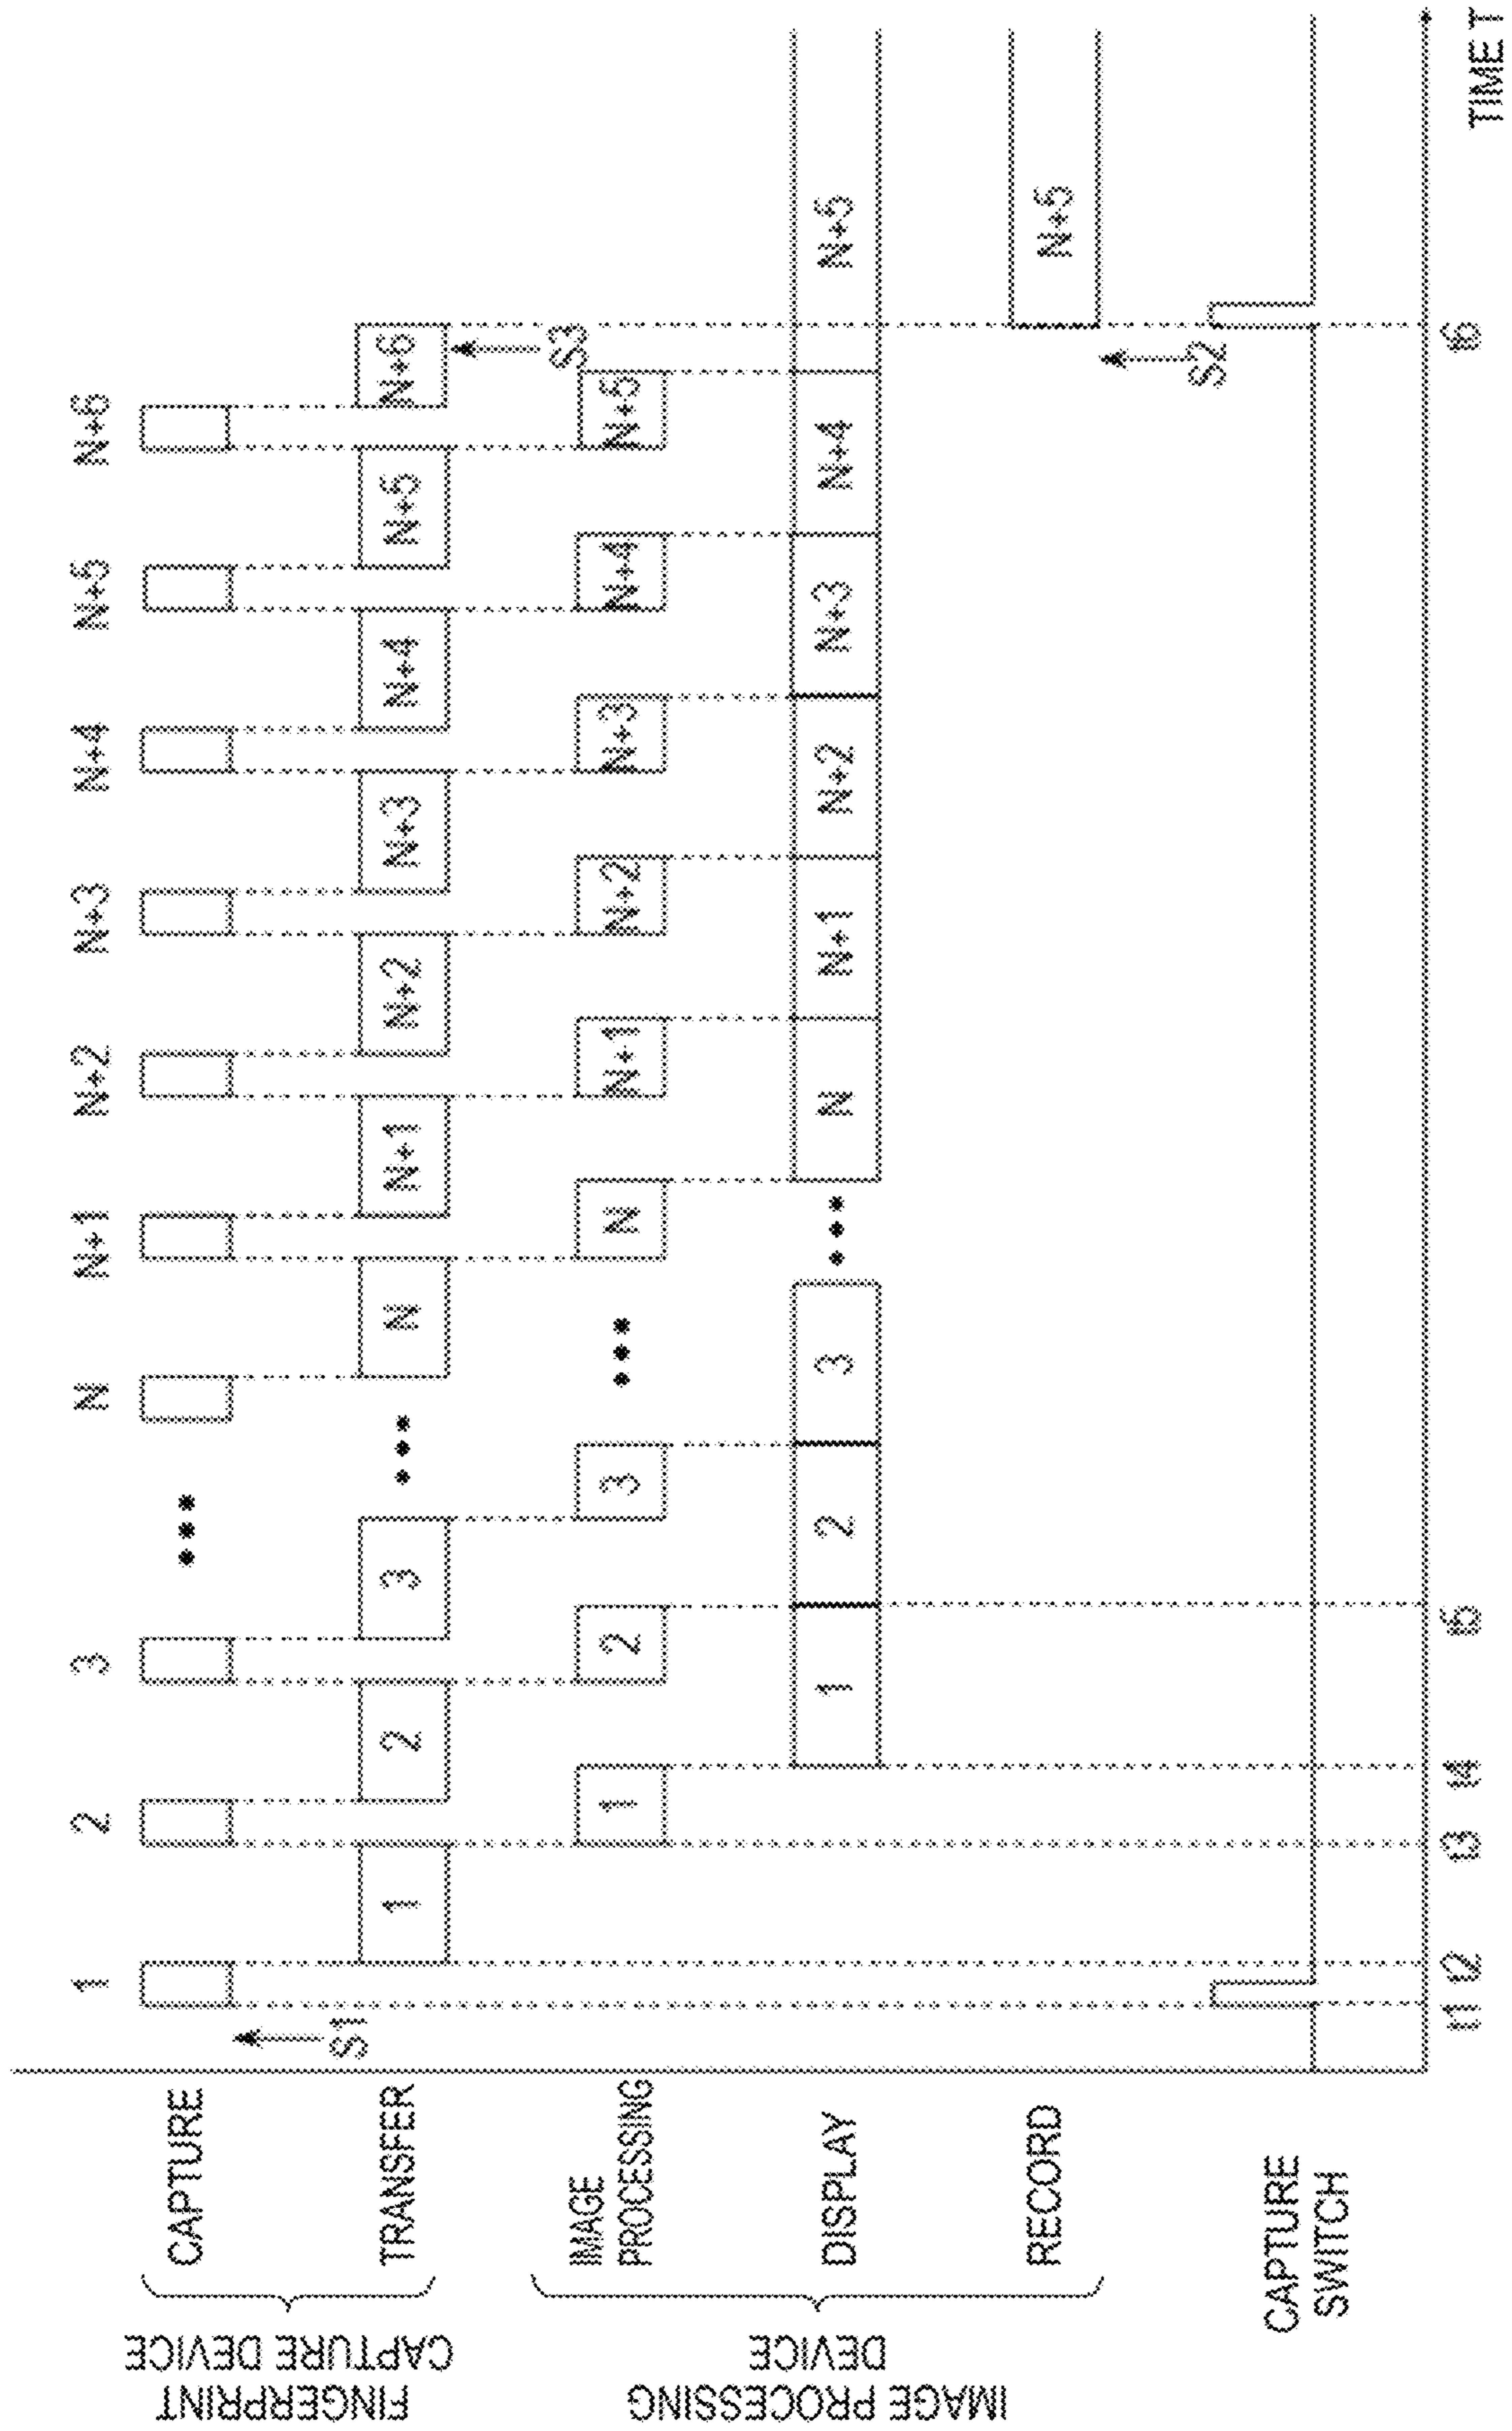 1
2
3
N
N+1
N+2
N+3
N+4
N+5
N+6
FINGERPRINT
CAPTURE DEVICE
CAPTURE
S1
TRANSFER
1
2
3
N
N+1
N+2
N+3
N+4
N+5
N+6
S3
IMAGE PROCESSING
DEVICE
IMAGE
PROCESSING
1
2
3
N
N+1
N+2
N+3
N+4
N+5
DISPLAY
1
2
3
N
N+1
N+2
N+3
N+4
N+5
RECORD
N+5
S2
CAPTURE
SWITCH
t1
t2
t3
t4
t5
t6
TIME T